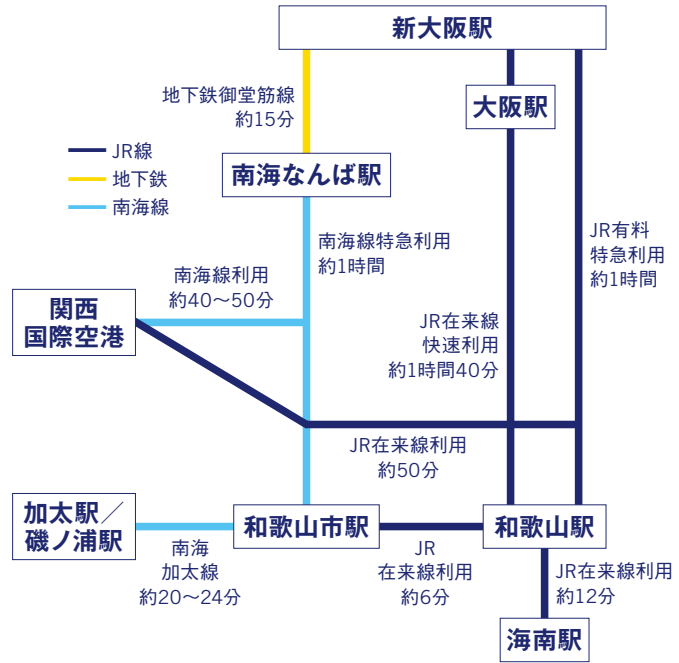 新大阪駅
地下鉄御堂筋線
約15分
大阪駅
JR線
地下鉄
南海線
南海なんば駅
南海線特急利用
約1時間
JR有料
特急利用
約1時間
南海線利用
約40〜50分
関西
国際空港
JR在来線
快速利用
約1時間40分
JR在来線利用
約50分
加太駅／
磯ノ浦駅
和歌山市駅
和歌山駅
南海
加太線
約20〜24分
JR
在来線利用
約6分
JR在来線利用
約12分
海南駅